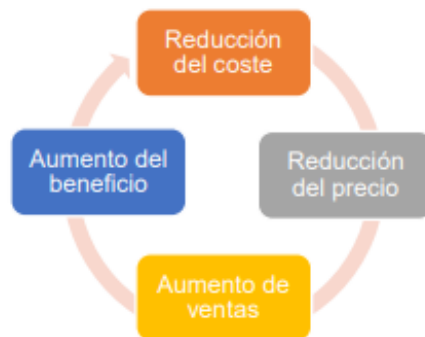 Reducción
del coste
Reducción
del precio
Aumento de
ventas
Aumento del
beneficio